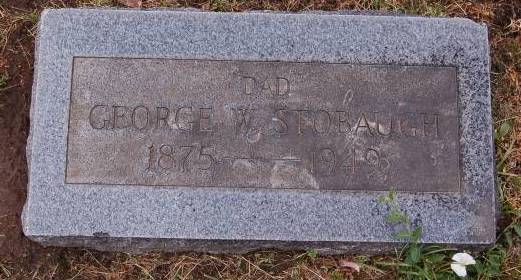 DAD
GEORGE W. STOBAUGH
1875 — 1949